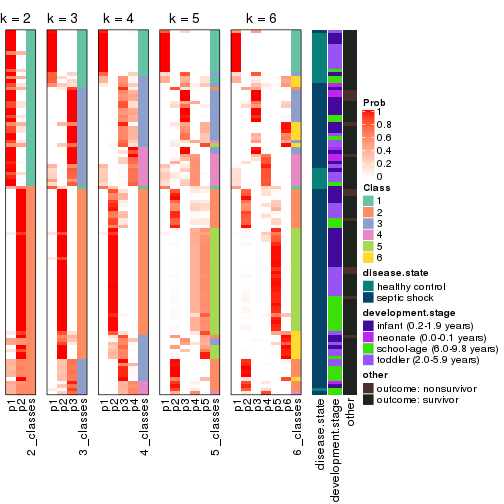 k = 2 k = 3 k = 4 k = 5 k = 6
Prob
1
0.8
0.6
0.4
0.2
0
Class
1
2
3
4
5
6
disease.state
healthy control
septic shock
development.stage
infant (0.2-1.9 years)
neonate (0.0-0.1 years)
school-age (6.0-9.8 years)
toddler (2.0-5.9 years)
other
outcome: nonsurvivor
outcome: survivor
p1 p2 2_classes p1 p2 p3 3_classes p1 p2 p3 p4 4_classes p1 p2 p3 p4 p5 5_classes p1 p2 p3 p4 p5 p6 6_classes disease.state development.stage other